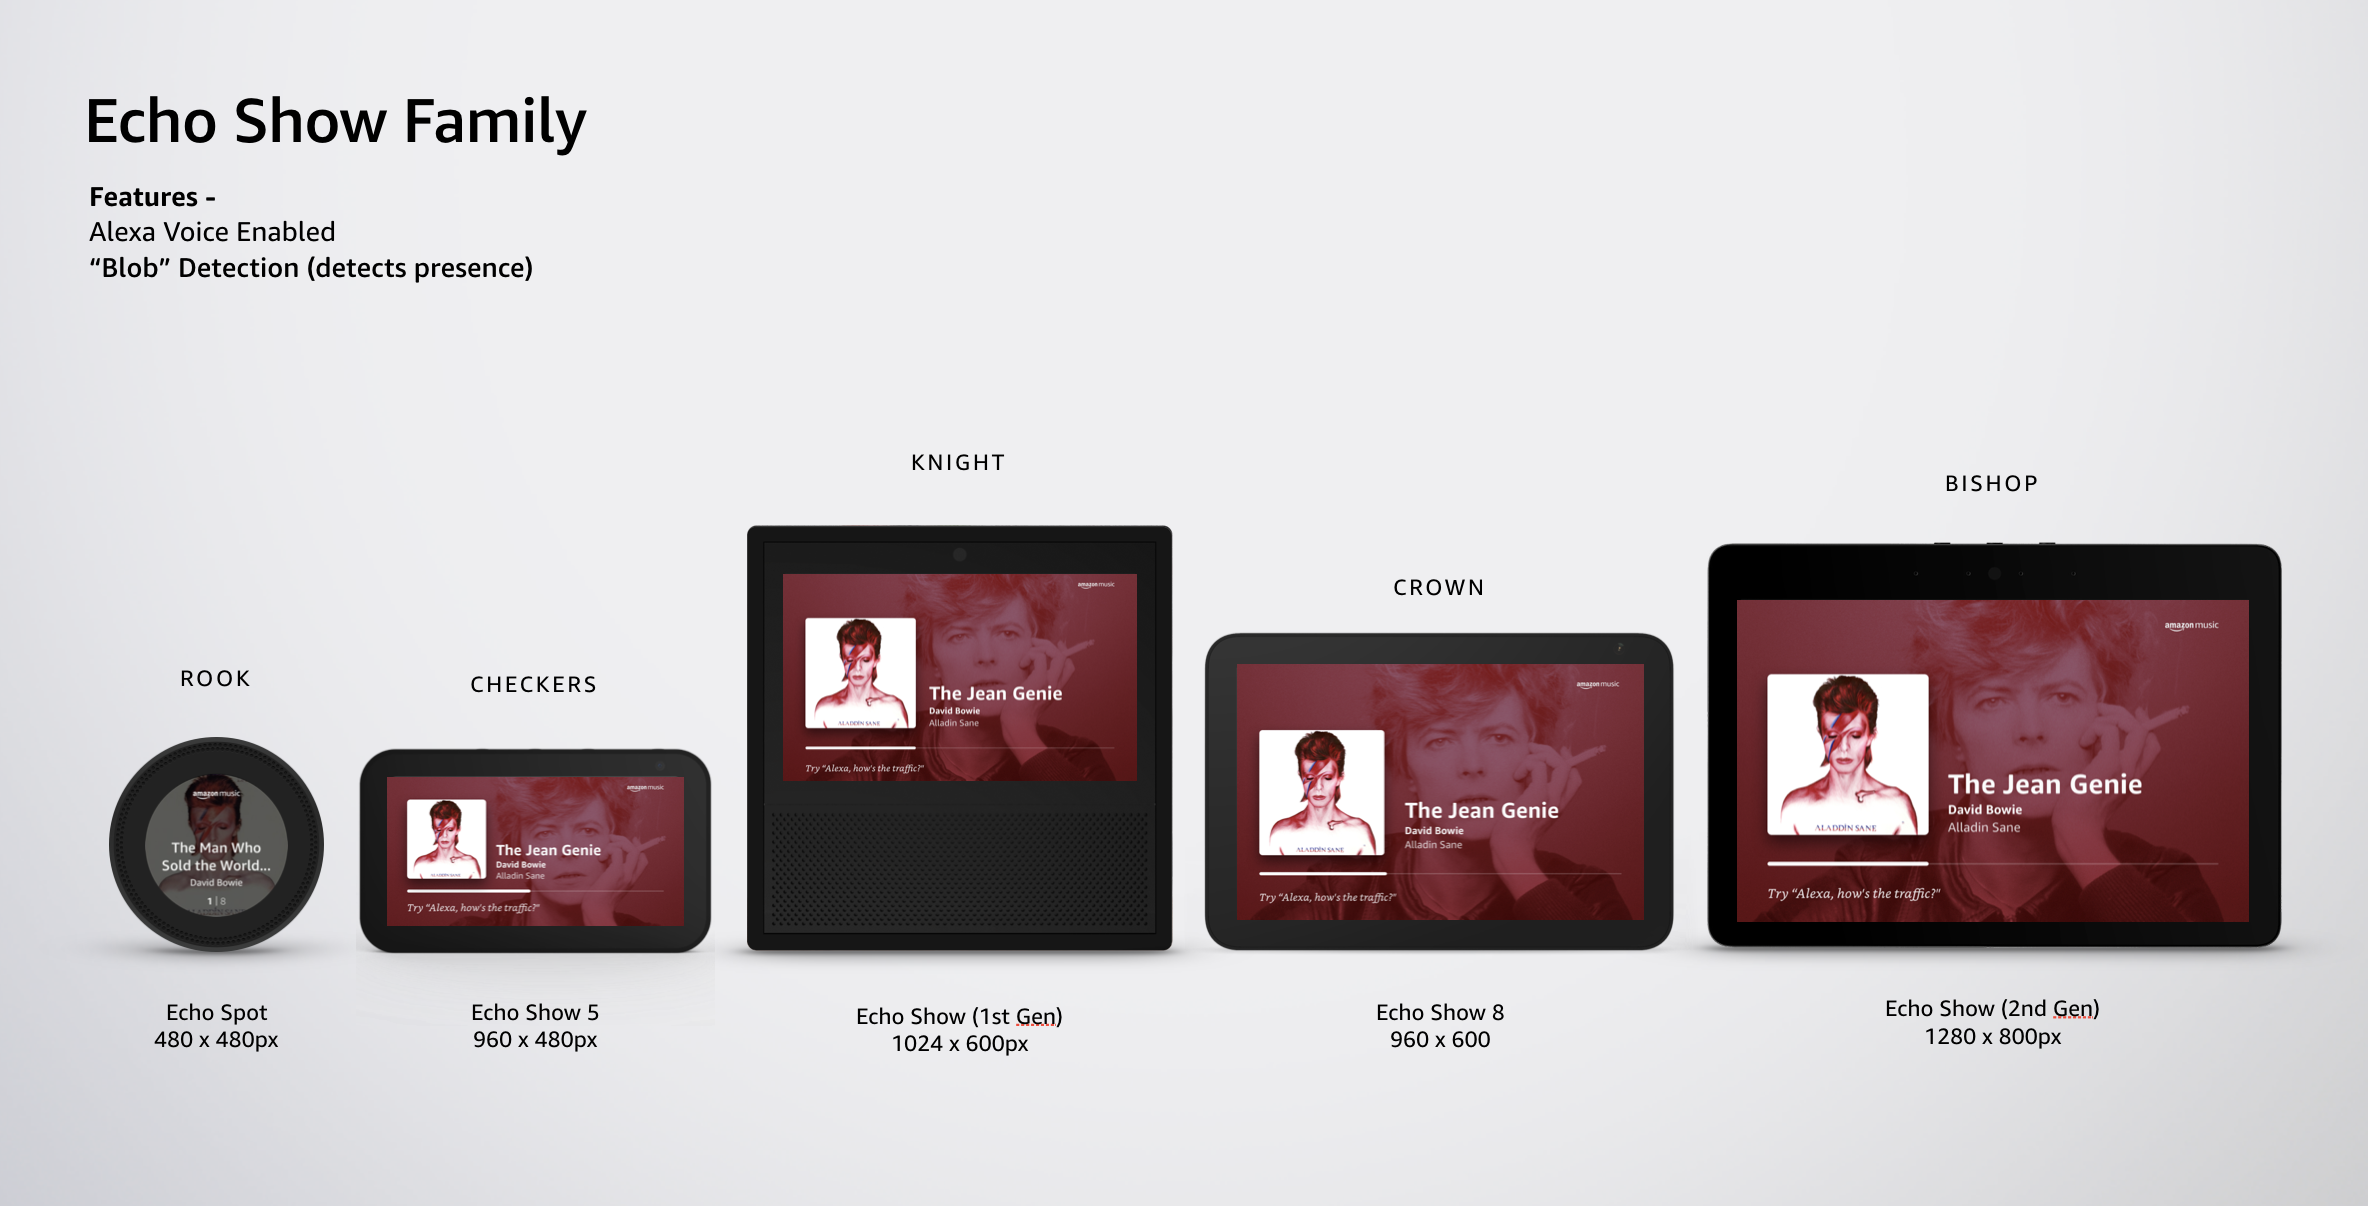 Echo Show Family
Features -
Alexa Voice Enabled
“Blob” Detection (detects presence)
ROOK
amazon music
The Man Who
Sold the World...
David Bowie
1 | 8
Echo Spot
480 x 480px
CHECKERS
amazon music
The Jean Genie
David Bowie
Alladin Sane
Try “Alexa, how's the traffic?"
Echo Show 5
960 x 480px
KNIGHT
amazon music
ALADDIN SANE
The Jean Genie
David Bowie
Alladin Sane
Try “Alexa, how's the traffic?"
Echo Show (1st Gen)
1024 x 600px
CROWN
amazon music
ALADDIN SANE
The Jean Genie
David Bowie
Alladin Sane
Try “Alexa, how's the traffic?"
Echo Show 8
960 x 600
BISHOP
amazon music
ALADDIN SANE
The Jean Genie
David Bowie
Alladin Sane
Try “Alexa, how's the traffic?"
Echo Show (2nd Gen)
1280 x 800px